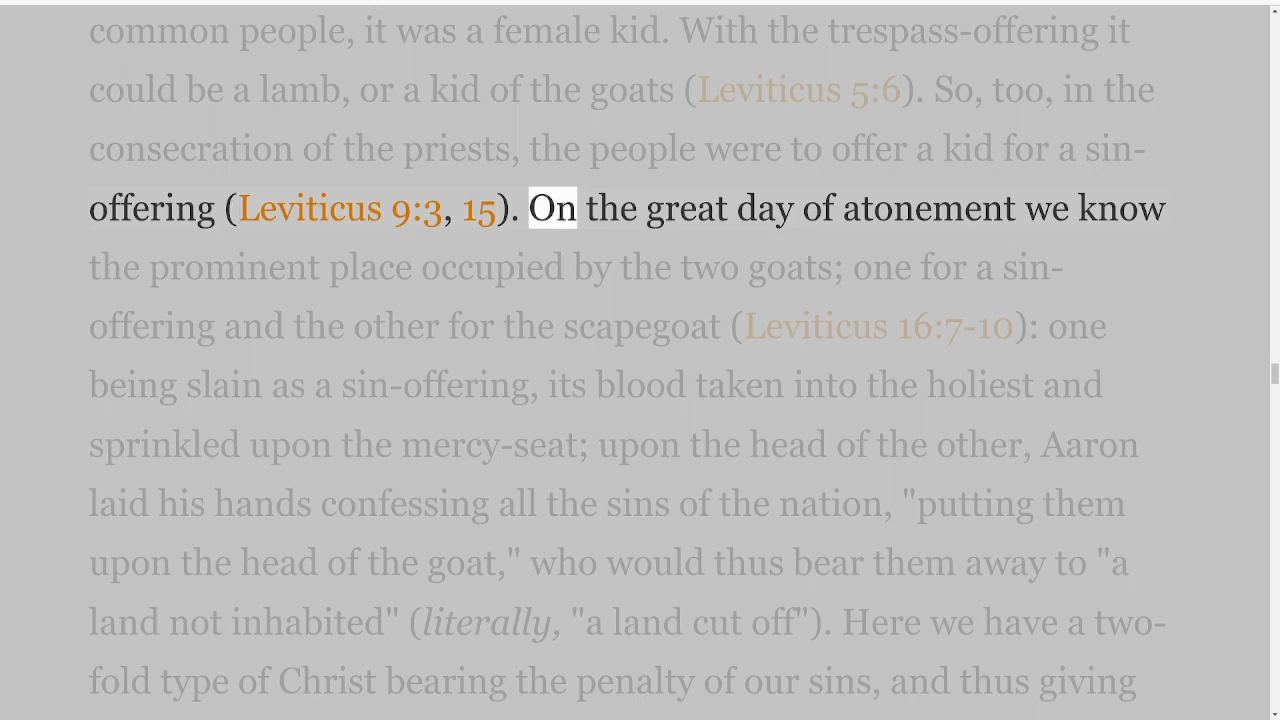 common people, it was a female kid. With the trespass-offering it
could be a lamb, or a kid of the goats (Leviticus 5:6). So, too, in the
consecration of the priests, the people were to offer a kid for a sin-
offering (Leviticus 9:3, 15). On the great day of atonement we know
the prominent place occupied by the two goats; one for a sin-
offering and the other for the scapegoat (Leviticus 16:7-10): one
being slain as a sin-offering, its blood taken into the holiest and
sprinkled upon the mercy-seat; upon the head of the other, Aaron
laid his hands confessing all the sins of the nation, "putting them
upon the head of the goat," who would thus bear them away to "a
land not inhabited" (literally, "a land cut off"). Here we have a two-
fold type of Christ bearing the penalty of our sins, and thus giving